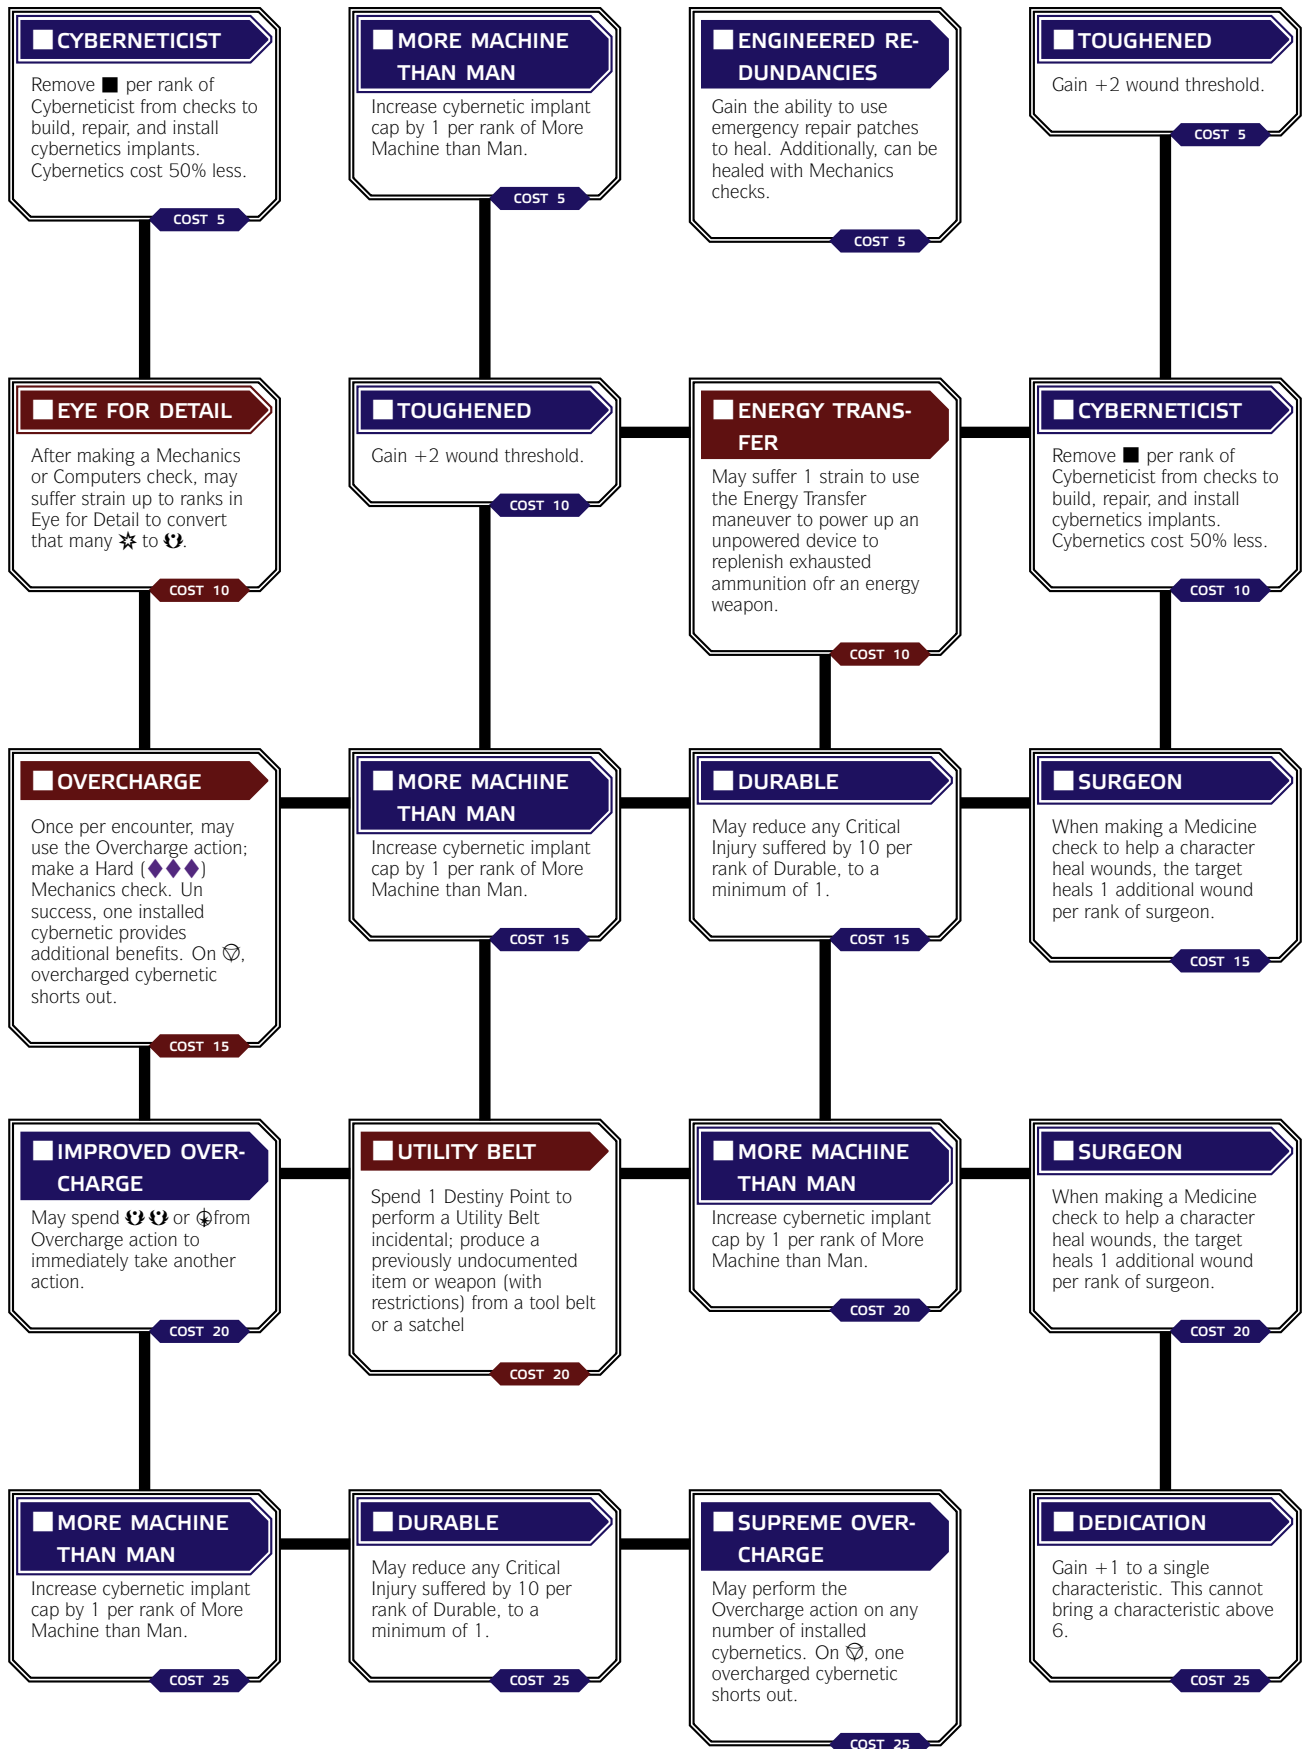 CYBERNETICIST
Remove ■ per rank of
Cyberneticist from checks to
build, repair, and install
cybernetics implants.
Cybernetics cost 50% less.
COST 5
MORE MACHINE
THAN MAN
Increase cybernetic implant
cap by 1 per rank of More
Machine than Man.
COST 5
ENGINEERED RE-
DUNDANCIES
Gain the ability to use
emergency repair patches
to heal. Additionally, can be
healed with Mechanics
checks.
COST 5
TOUGHENED
Gain +2 wound threshold.
COST 5
EYE FOR DETAIL
After making a Mechanics
or Computers check, may
suffer strain up to ranks in
Eye for Detail to convert
that many to .
COST 10
TOUGHENED
Gain +2 wound threshold.
COST 10
ENERGY TRANS-
FER
May suffer 1 strain to use
the Energy Transfer
maneuver to power up an
unpowered device to
replenish exhausted
ammunition ofr an energy
weapon.
COST 10
CYBERNETICIST
Remove ■ per rank of
Cyberneticist from checks to
build, repair, and install
cybernetics implants.
Cybernetics cost 50% less.
COST 10
OVERCHARGE
Once per encounter, may
use the Overcharge action;
make a Hard (◆◆◆)
Mechanics check. Un
success, one installed
cybernetic provides
additional benefits. On ,
overcharged cybernetic
shorts out.
COST 15
MORE MACHINE
THAN MAN
Increase cybernetic implant
cap by 1 per rank of More
Machine than Man.
COST 15
DURABLE
May reduce any Critical
Injury suffered by 10 per
rank of Durable, to a
minimum of 1.
COST 15
SURGEON
When making a Medicine
check to help a character
heal wounds, the target
heals 1 additional wound
per rank of surgeon.
COST 15
IMPROVED OVER-
CHARGE
May spend or from
Overcharge action to
immediately take another
action.
COST 20
UTILITY BELT
Spend 1 Destiny Point to
perform a Utility Belt
incidental; produce a
previously undocumented
item or weapon (with
restrictions) from a tool belt
or a satchel
COST 20
MORE MACHINE
THAN MAN
Increase cybernetic implant
cap by 1 per rank of More
Machine than Man.
COST 20
SURGEON
When making a Medicine
check to help a character
heal wounds, the target
heals 1 additional wound
per rank of surgeon.
COST 20
MORE MACHINE
THAN MAN
Increase cybernetic implant
cap by 1 per rank of More
Machine than Man.
COST 25
DURABLE
May reduce any Critical
Injury suffered by 10 per
rank of Durable, to a
minimum of 1.
COST 25
SUPREME OVER-
CHARGE
May perform the
Overcharge action on any
number of installed
cybernetics. On , one
overcharged cybernetic
shorts out.
COST 25
DEDICATION
Gain +1 to a single
characteristic. This cannot
bring a characteristic above
6.
COST 25